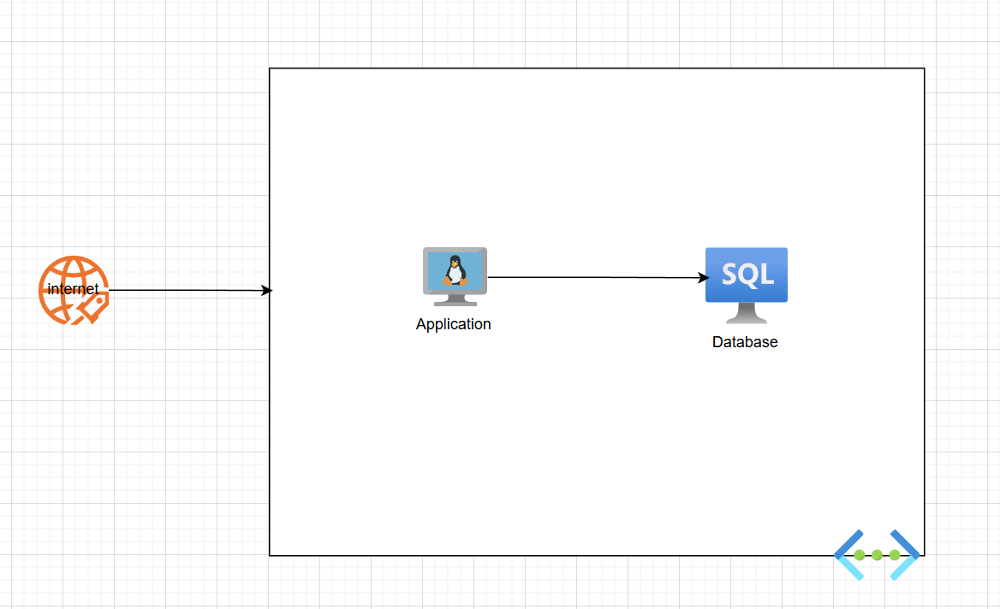 internet
SQL
Application
Database